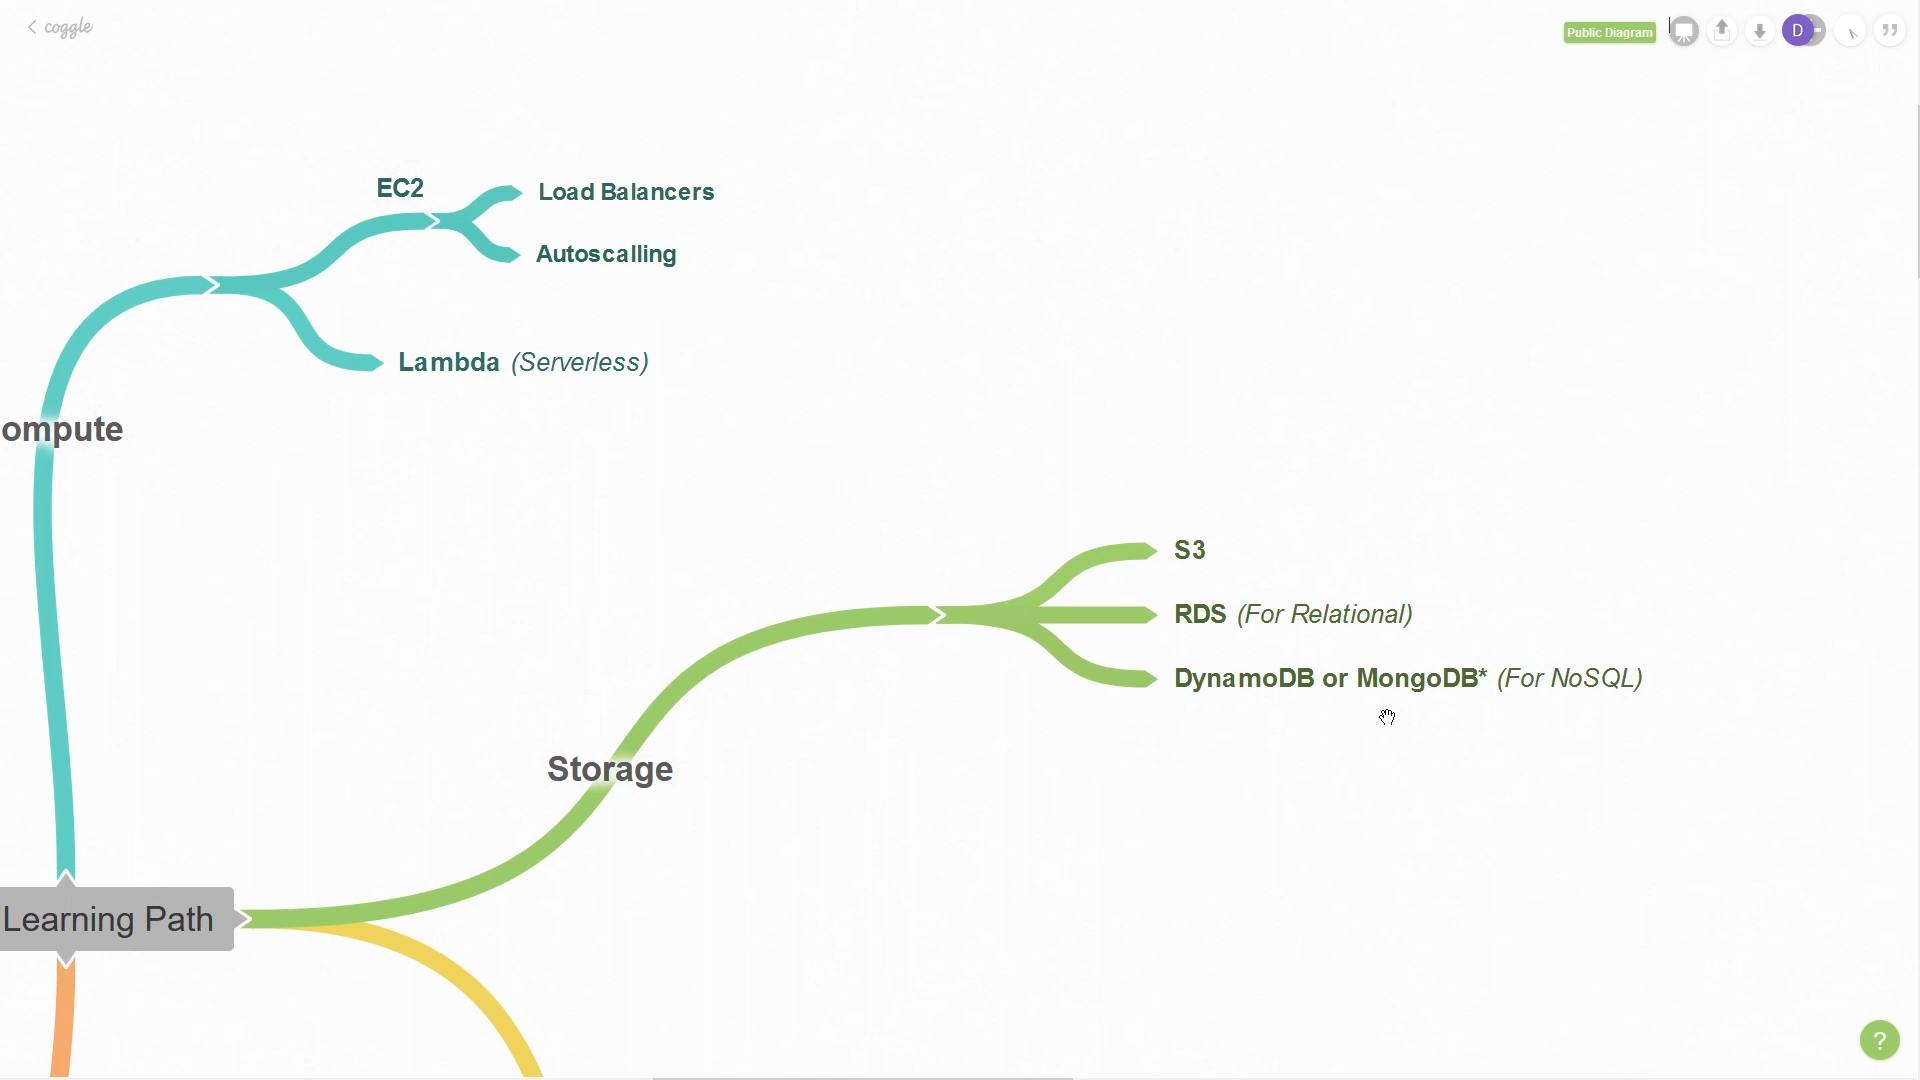 coggle
Public Diagram
D
EC2
Load Balancers
Autoscalling
Lambda (Serverless)
ompute
S3
RDS (For Relational)
DynamoDB or MongoDB* (For NoSQL)
Storage
Learning Path
?